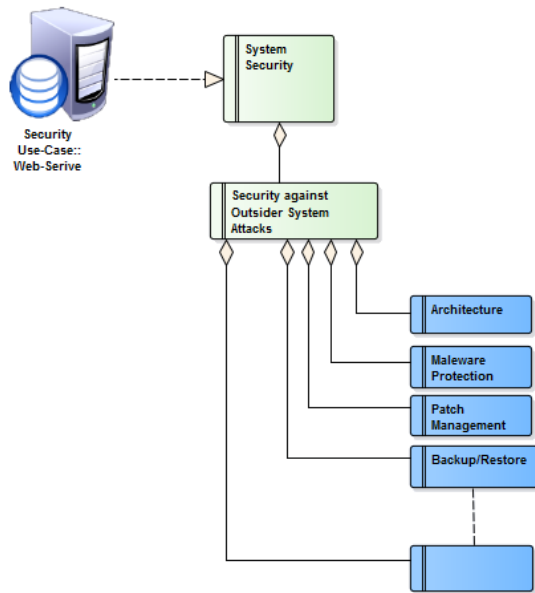 System
Security
Security
Use-Case::
Web-Serive
Security against
Outsider System
Attacks
Architecture
Maleware
Protection
Patch
Management
Backup/Restore